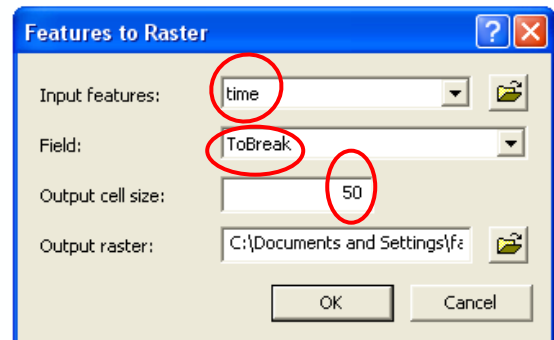 Features to Raster
Input features: time
Field: ToBreak
Output cell size: 50
Output raster: C:\Documents and Settings\fa
OK Cancel